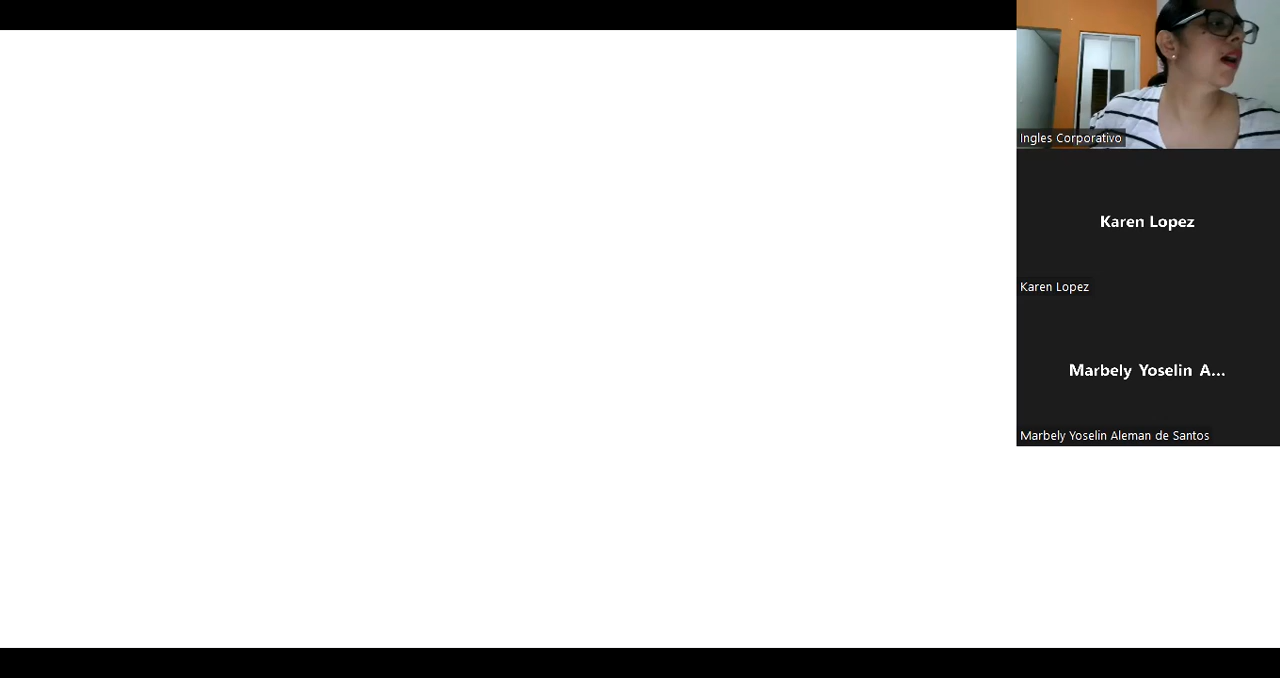 Ingles Corporativo
Karen Lopez
Karen Lopez
Marbely Yoselin A...
Marbely Yoselin Aleman de Santos